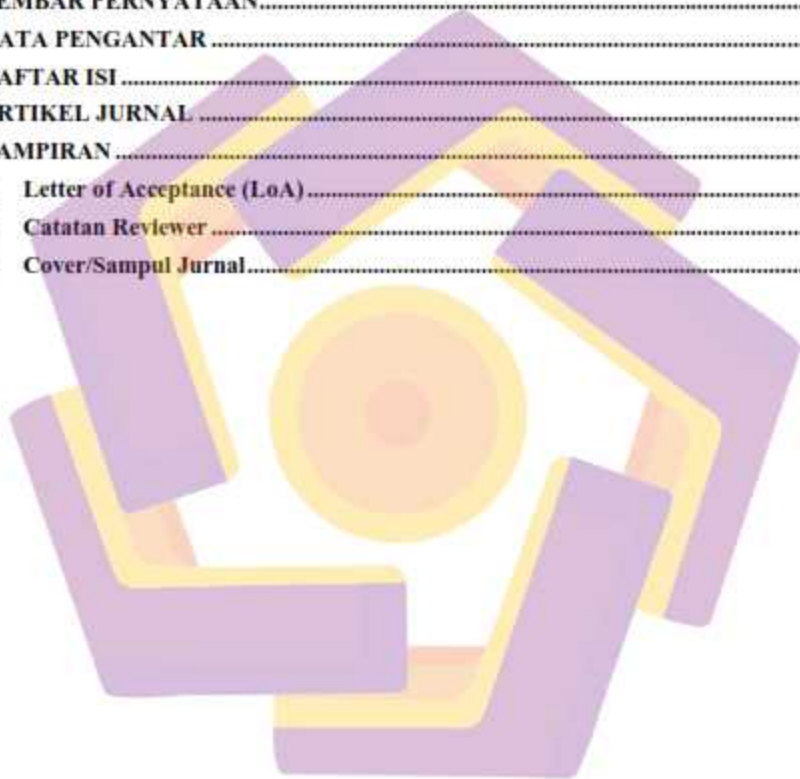 EMBAR PERNYATAAN..............................
ATA PENGANTAR..............................
AFTAR ISI..............................
RTIKEL JURNAL..............................
AMPIRAN..............................
Letter of Acceptance (LoA)..............................
Catatan Reviewer..............................
Cover/Sampul Jurnal..............................